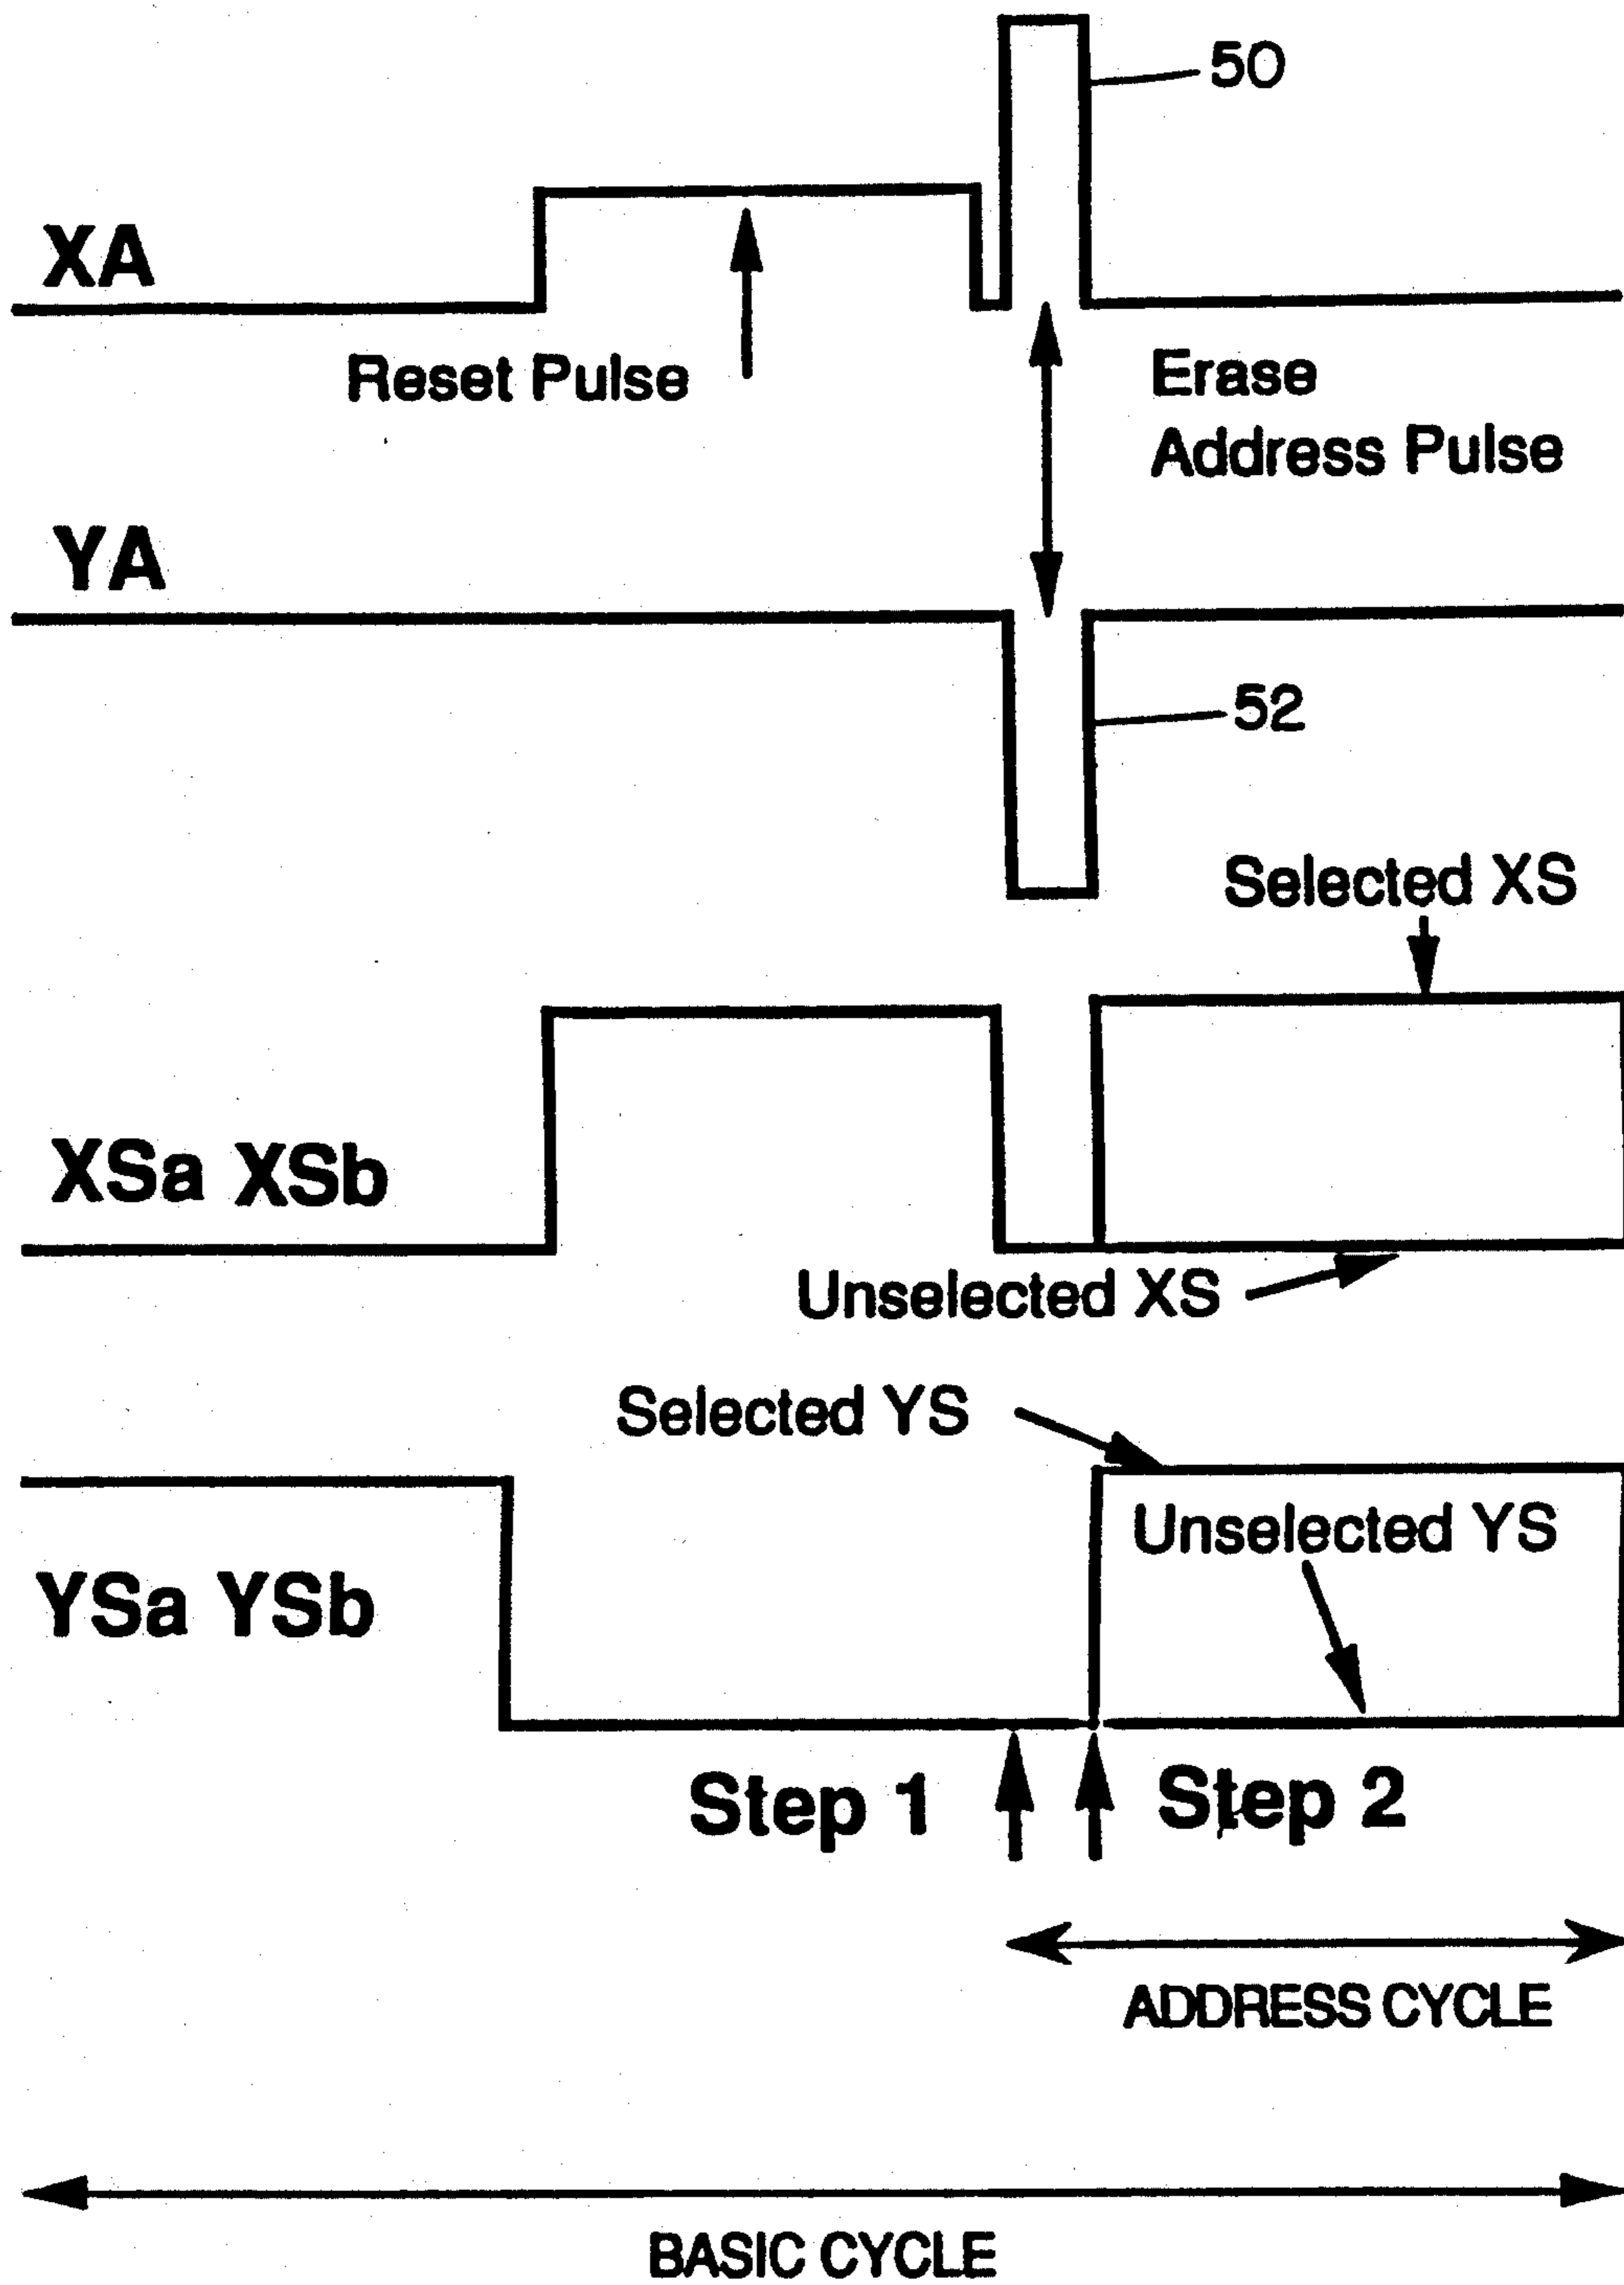 50
XA
Reset Pulse
Erase
Address Pulse
YA
52
Selected XS
XSa XSb
Unselected XS
Selected YS
Unselected YS
YSa YSb
Step 1
Step 2
ADDRESS CYCLE
BASIC CYCLE